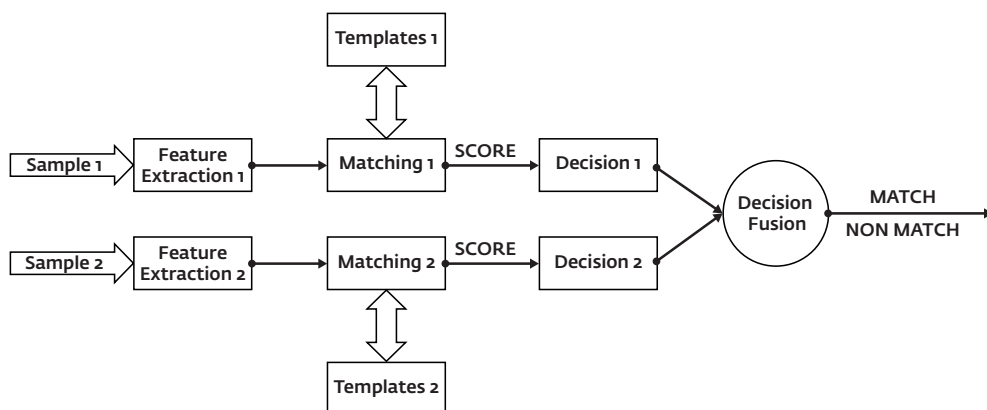 Templates 1
Sample 1
Feature
Extraction 1
Matching 1
SCORE
Decision 1
Decision
Fusion
MATCH
NON MATCH
Sample 2
Feature
Extraction 2
Matching 2
SCORE
Decision 2
Templates 2